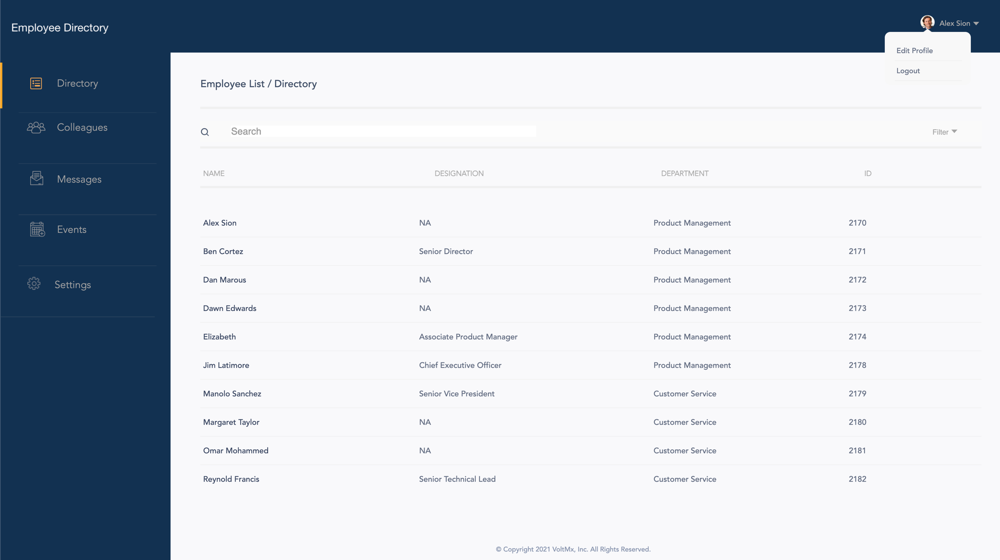 Employee Directory
Alex Sion
Edit Profile
Logout
Directory
Colleagues
Messages
Events
Settings
Employee List / Directory
Search
Filter
NAME DESIGNATION DEPARTMENT ID
Alex Sion NA Product Management 2170
Ben Cortez Senior Director Product Management 2171
Dan Marous NA Product Management 2172
Dawn Edwards NA Product Management 2173
Elizabeth Associate Product Manager Product Management 2174
Jim Latimore Chief Executive Officer Product Management 2178
Manolo Sanchez Senior Vice President Customer Service 2179
Margaret Taylor NA Customer Service 2180
Omar Mohammed NA Customer Service 2181
Reynold Francis Senior Technical Lead Customer Service 2182
© Copyright 2021 VoltMx, Inc. All Rights Reserved.